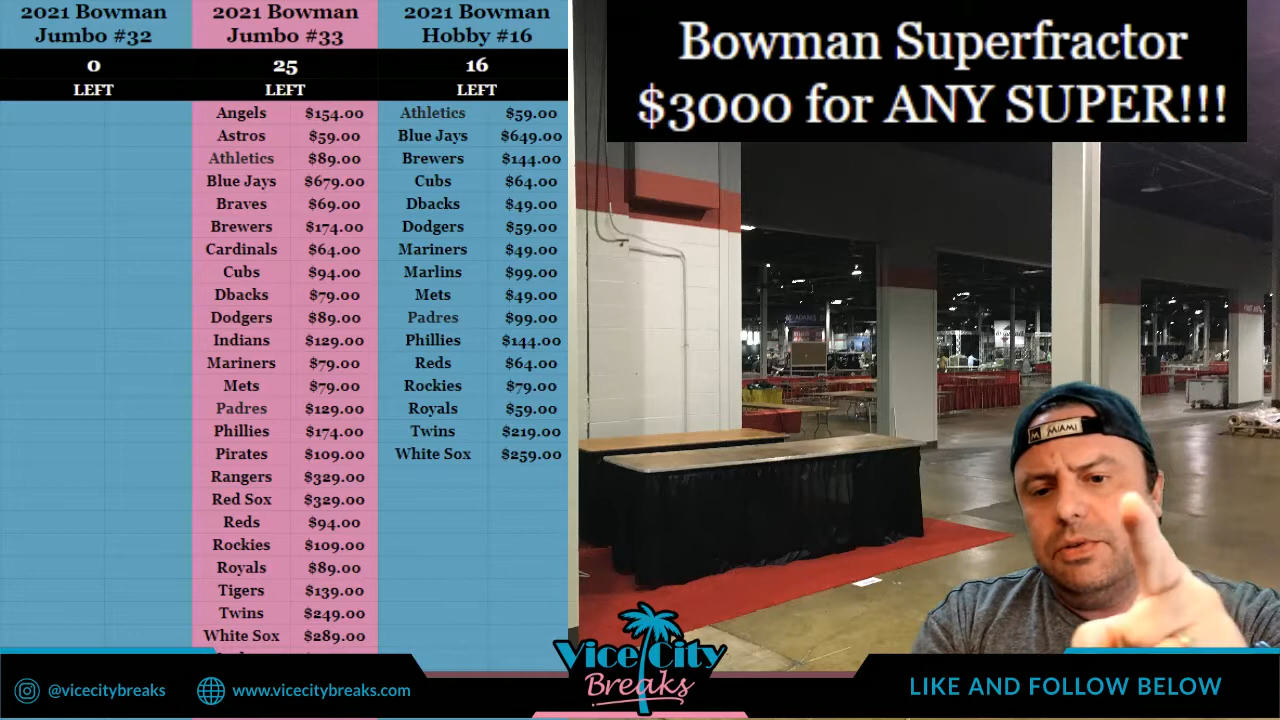 2021 Bowman
Jumbo #32
0
LEFT
2021 Bowman
Jumbo #33
25
LEFT
Angels $154.00
Astros $59.00
Athletics $89.00
Blue Jays $679.00
Braves $69.00
Brewers $174.00
Cardinals $64.00
Cubs $94.00
Dbacks $79.00
Dodgers $89.00
Indians $129.00
Mariners $79.00
Mets $79.00
Padres $129.00
Phillies $174.00
Pirates $109.00
Rangers $329.00
Red Sox $329.00
Reds $94.00
Rockies $109.00
Royals $89.00
Tigers $139.00
Twins $249.00
White Sox $289.00
2021 Bowman
Hobby #16
16
LEFT
Athletics $59.00
Blue Jays $649.00
Brewers $144.00
Cubs $64.00
Dbacks $49.00
Dodgers $59.00
Mariners $49.00
Marlins $99.00
Mets $49.00
Padres $99.00
Phillies $144.00
Reds $64.00
Rockies $79.00
Royals $59.00
Twins $219.00
White Sox $259.00
Bowman Superfractor
$3000 for ANY SUPER!!!
M MIAMI
@vicecitybreaks
www.vicecitybreaks.com
Vice City
Breaks
LIKE AND FOLLOW BELOW